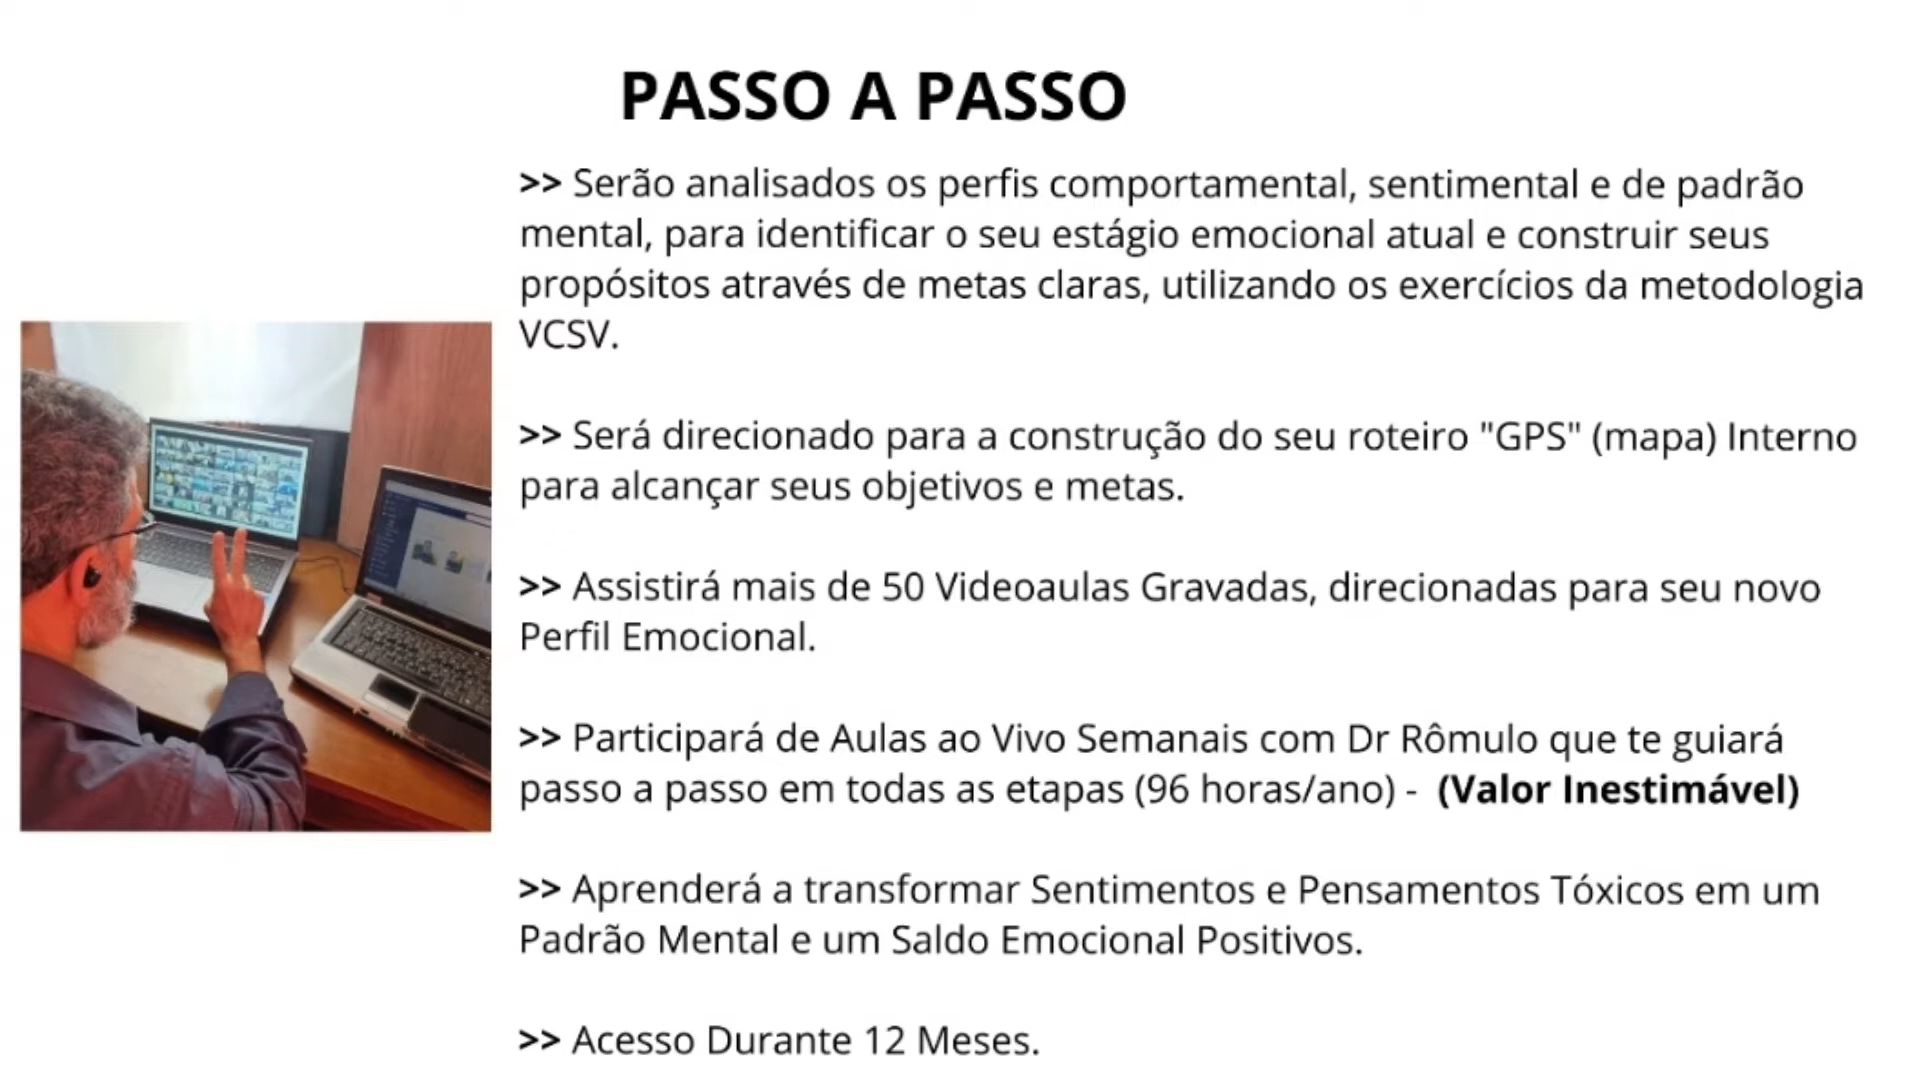 PASSO A PASSO
>> Serão analisados os perfis comportamental, sentimental e de padrão
mental, para identificar o seu estágio emocional atual e construir seus
propósitos através de metas claras, utilizando os exercícios da metodologia
VCSV.
>> Será direcionado para a construção do seu roteiro "GPS" (mapa) Interno
para alcançar seus objetivos e metas.
>> Assistirá mais de 50 Videoaulas Gravadas, direcionadas para seu novo
Perfil Emocional.
>> Participará de Aulas ao Vivo Semanais com Dr Rômulo que te guiará
passo a passo em todas as etapas (96 horas/ano) - (Valor Inestimável)
>> Aprenderá a transformar Sentimentos e Pensamentos Tóxicos em um
Padrão Mental e um Saldo Emocional Positivos.
>> Acesso Durante 12 Meses.